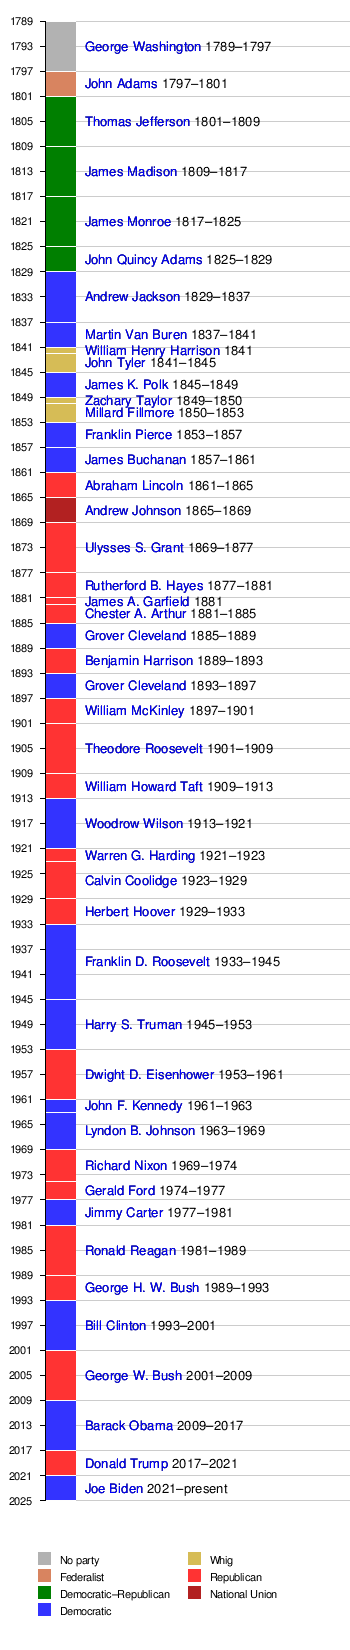 1789
1793 George Washington 1789–1797
1797
John Adams 1797–1801
1801
1805 Thomas Jefferson 1801–1809
1809
1813 James Madison 1809–1817
1817
1821 James Monroe 1817–1825
1825
John Quincy Adams 1825–1829
1829
1833 Andrew Jackson 1829–1837
1837
Martin Van Buren 1837–1841
1841
William Henry Harrison 1841
John Tyler 1841–1845
1845
James K. Polk 1845–1849
1849
Zachary Taylor 1849–1850
Millard Fillmore 1850–1853
1853
Franklin Pierce 1853–1857
1857
James Buchanan 1857–1861
1861
Abraham Lincoln 1861–1865
1865
Andrew Johnson 1865–1869
1869
1873 Ulysses S. Grant 1869–1877
1877
Rutherford B. Hayes 1877–1881
1881
James A. Garfield 1881
Chester A. Arthur 1881–1885
1885
Grover Cleveland 1885–1889
1889
Benjamin Harrison 1889–1893
1893
Grover Cleveland 1893–1897
1897
William McKinley 1897–1901
1901
1905 Theodore Roosevelt 1901–1909
1909
William Howard Taft 1909–1913
1913
1917 Woodrow Wilson 1913–1921
1921
Warren G. Harding 1921–1923
1925
Calvin Coolidge 1923–1929
1929
Herbert Hoover 1929–1933
1933
1937
Franklin D. Roosevelt 1933–1945
1941
1945
1949 Harry S. Truman 1945–1953
1953
1957 Dwight D. Eisenhower 1953–1961
1961
John F. Kennedy 1961–1963
1965
Lyndon B. Johnson 1963–1969
1969
Richard Nixon 1969–1974
1973
Gerald Ford 1974–1977
1977
Jimmy Carter 1977–1981
1981
1985 Ronald Reagan 1981–1989
1989
George H. W. Bush 1989–1993
1993
1997 Bill Clinton 1993–2001
2001
2005 George W. Bush 2001–2009
2009
2013 Barack Obama 2009–2017
2017
Donald Trump 2017–2021
2021
Joe Biden 2021–present
2025
No party
Federalist
Democratic–Republican
Democratic
Whig
Republican
National Union